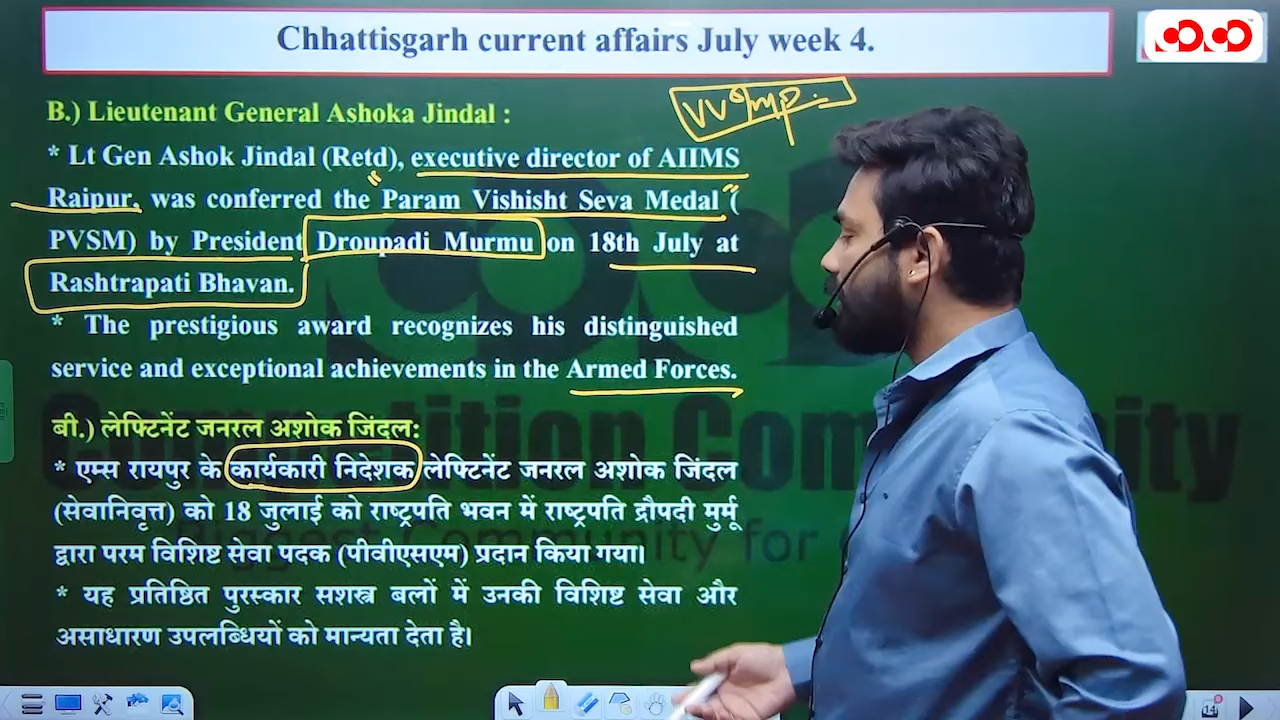 Chhattisgarh current affairs July week 4.
VV Imp.
B.) Lieutenant General Ashoka Jindal :
* Lt Gen Ashok Jindal (Retd), executive director of AIIMS
Raipur, was conferred the Param Vishisht Seva Medal (
PVSM) by President Droupadi Murmu on 18th July at
Rashtrapati Bhavan.
* The prestigious award recognizes his distinguished
service and exceptional achievements in the Armed Forces.
बी.) लेफ्टिनेंट जनरल अशोक जिंदल:
* एम्स रायपुर के कार्यकारी निदेशक लेफ्टिनेंट जनरल अशोक जिंदल
(सेवानिवृत्त) को 18 जुलाई को राष्ट्रपति भवन में राष्ट्रपति द्रौपदी मुर्मू
द्वारा परम विशिष्ट सेवा पदक (पीवीएसएम) प्रदान किया गया।
* यह प्रतिष्ठित पुरस्कार सशस्त्र बलों में उनकी विशिष्ट सेवा और
असाधारण उपलब्धियों को मान्यता देता है।
14